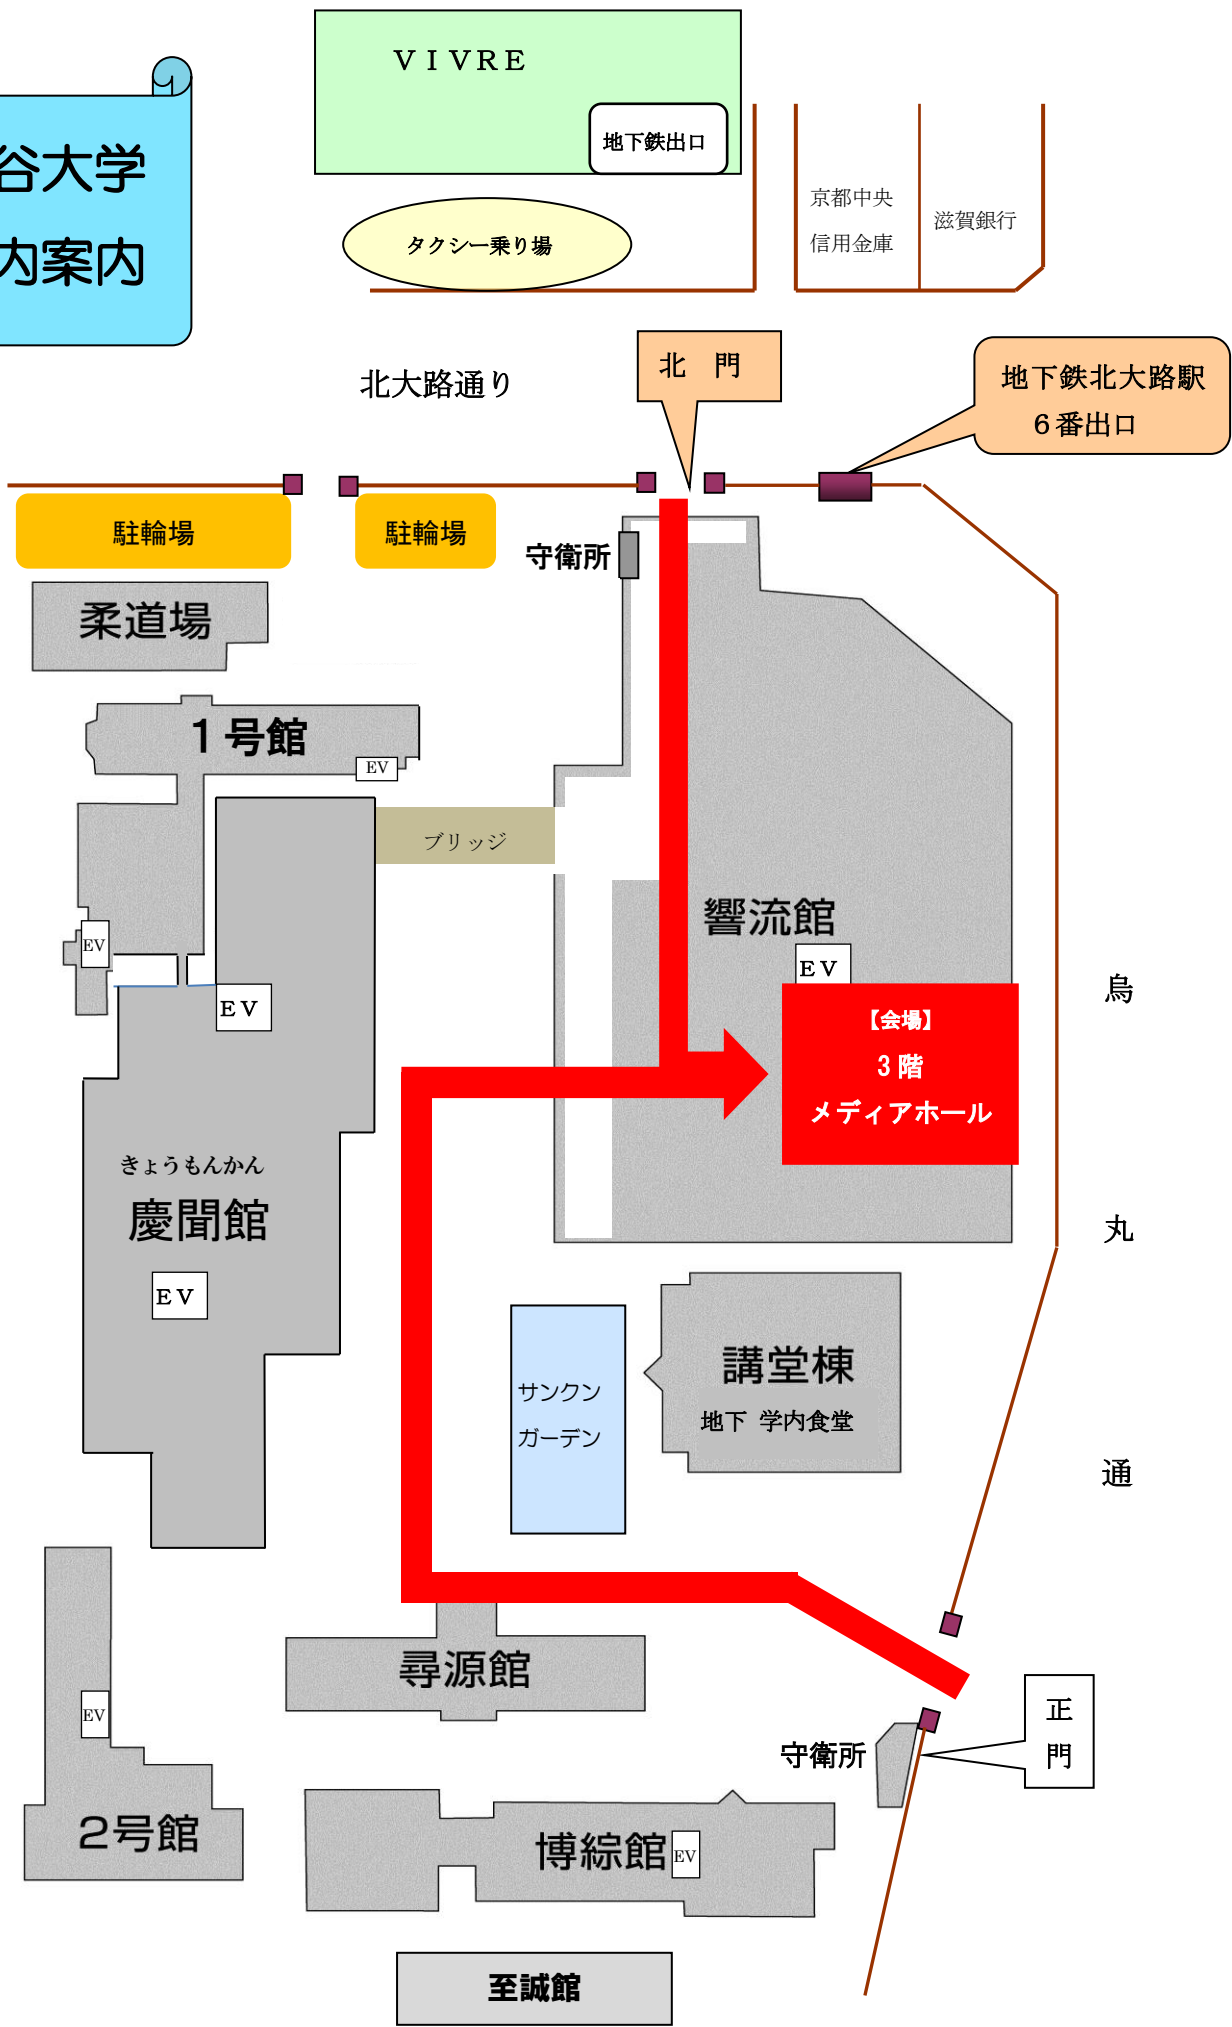 ＶＩＶＲＥ
地下鉄出口
谷大学
内案内
タクシー乗り場
京都中央
信用金庫
滋賀銀行
北大路通り
北　門
地下鉄北大路駅
６番出口
駐輪場
駐輪場
守衛所
柔道場
１号館
EV
ブリッジ
響流館
EV
ＥＶ
ＥＶ
【会場】
３階
メディアホール
烏
丸
通
きょうもんかん
慶聞館
ＥＶ
サンクン
ガーデン
講堂棟
地下 学内食堂
尋源館
EV
２号館
正
門
守衛所
博綜館
EV
至誠館